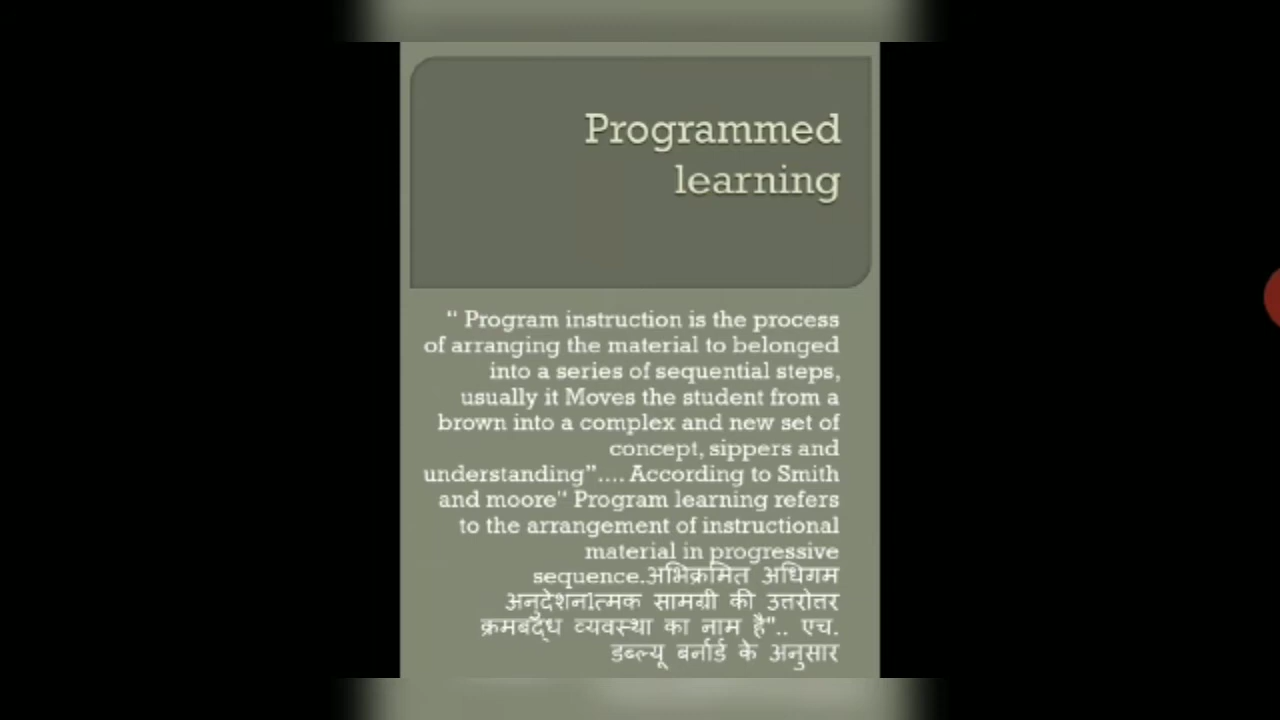 Programmed
learning
“ Program instruction is the process
of arranging the material to belonged
into a series of sequential steps,
usually it Moves the student from a
brown into a complex and new set of
concept, sippers and
understanding”.... According to Smith
and moore“ Program learning refers
to the arrangement of instructional
material in progressive
sequence.अभिक्रमित अधिगम
अनुदेशन1त्मक सामग्री की उत्तरोत्तर
क्रमबद्ध व्यवस्था का नाम है".. एच.
डब्ल्यू बर्नार्ड के अनुसार